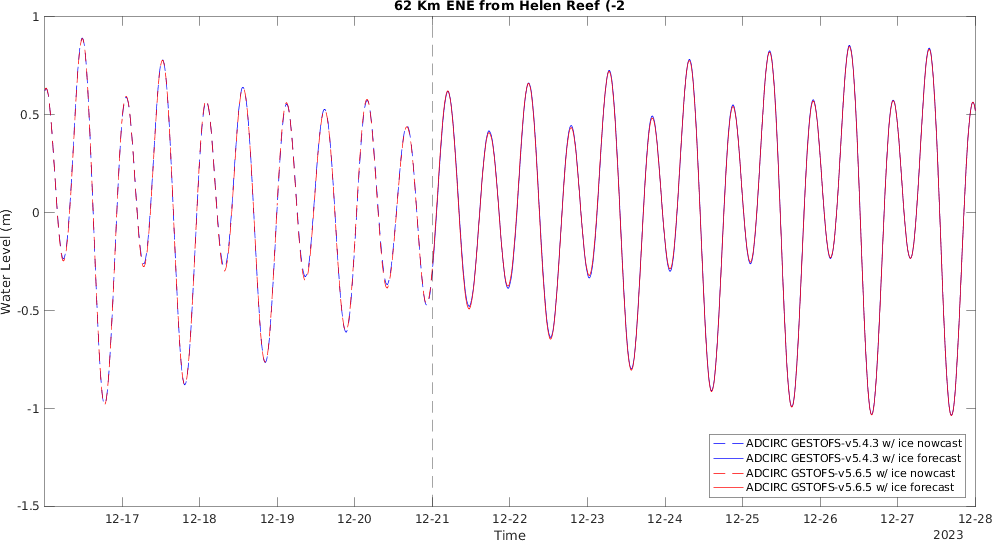 62 Km ENE from Helen Reef (-2
Water Level (m)
1
0.5
0
-0.5
-1
-1.5
12-17 12-18 12-19 12-20 12-21 12-22 12-23 12-24 12-25 12-26 12-27 12-28
Time
2023
ADCIRC GESTOFS-v5.4.3 w/ ice nowcast
ADCIRC GESTOFS-v5.4.3 w/ ice forecast
ADCIRC GSTOFS-v5.6.5 w/ ice nowcast
ADCIRC GSTOFS-v5.6.5 w/ ice forecast